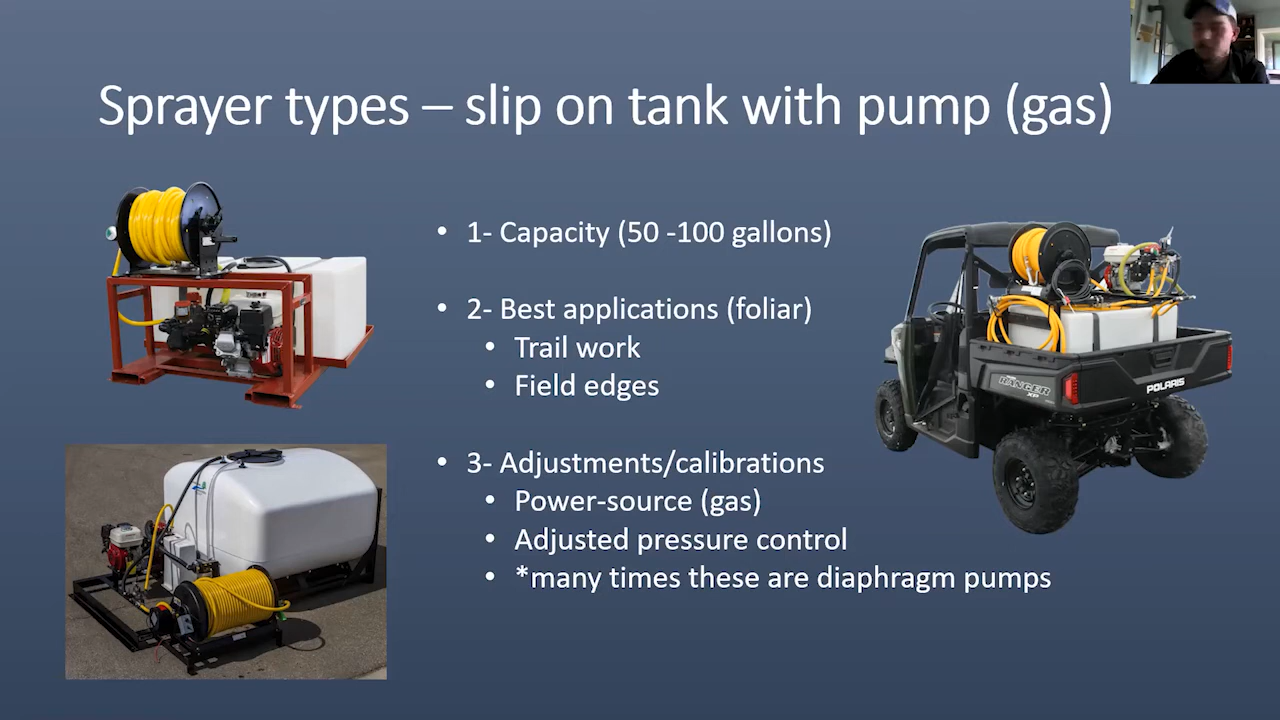 Sprayer types – slip on tank with pump (gas)
• 1- Capacity (50 -100 gallons)
• 2- Best applications (foliar)
• Trail work
• Field edges
• 3- Adjustments/calibrations
• Power-source (gas)
• Adjusted pressure control
• *many times these are diaphragm pumps
RANGER
XP
POLARIS